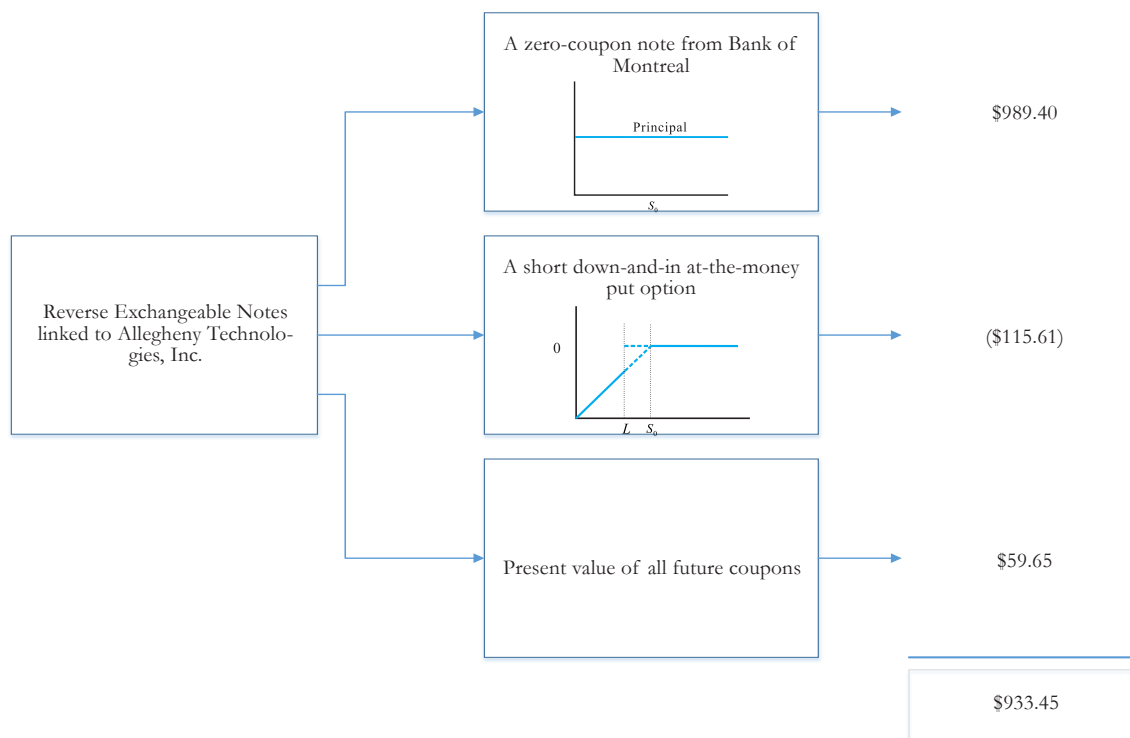 A zero-coupon note from Bank of
Montreal
Principal
S₀
$989.40
Reverse Exchangeable Notes
linked to Allegheny Technolo-
gies, Inc.
A short down-and-in at-the-money
put option
0
L S₀
($115.61)
Present value of all future coupons
$59.65
$933.45